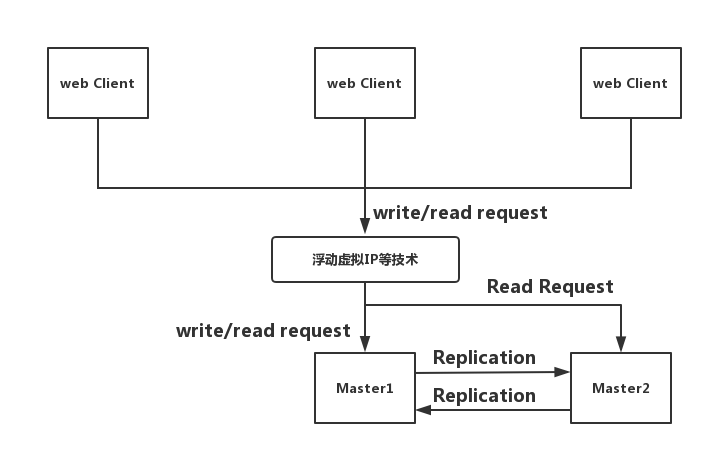 web Client
web Client
web Client
write/read request
浮动虚拟IP等技术
Read Request
write/read request
Replication
Master1
Master2
Replication